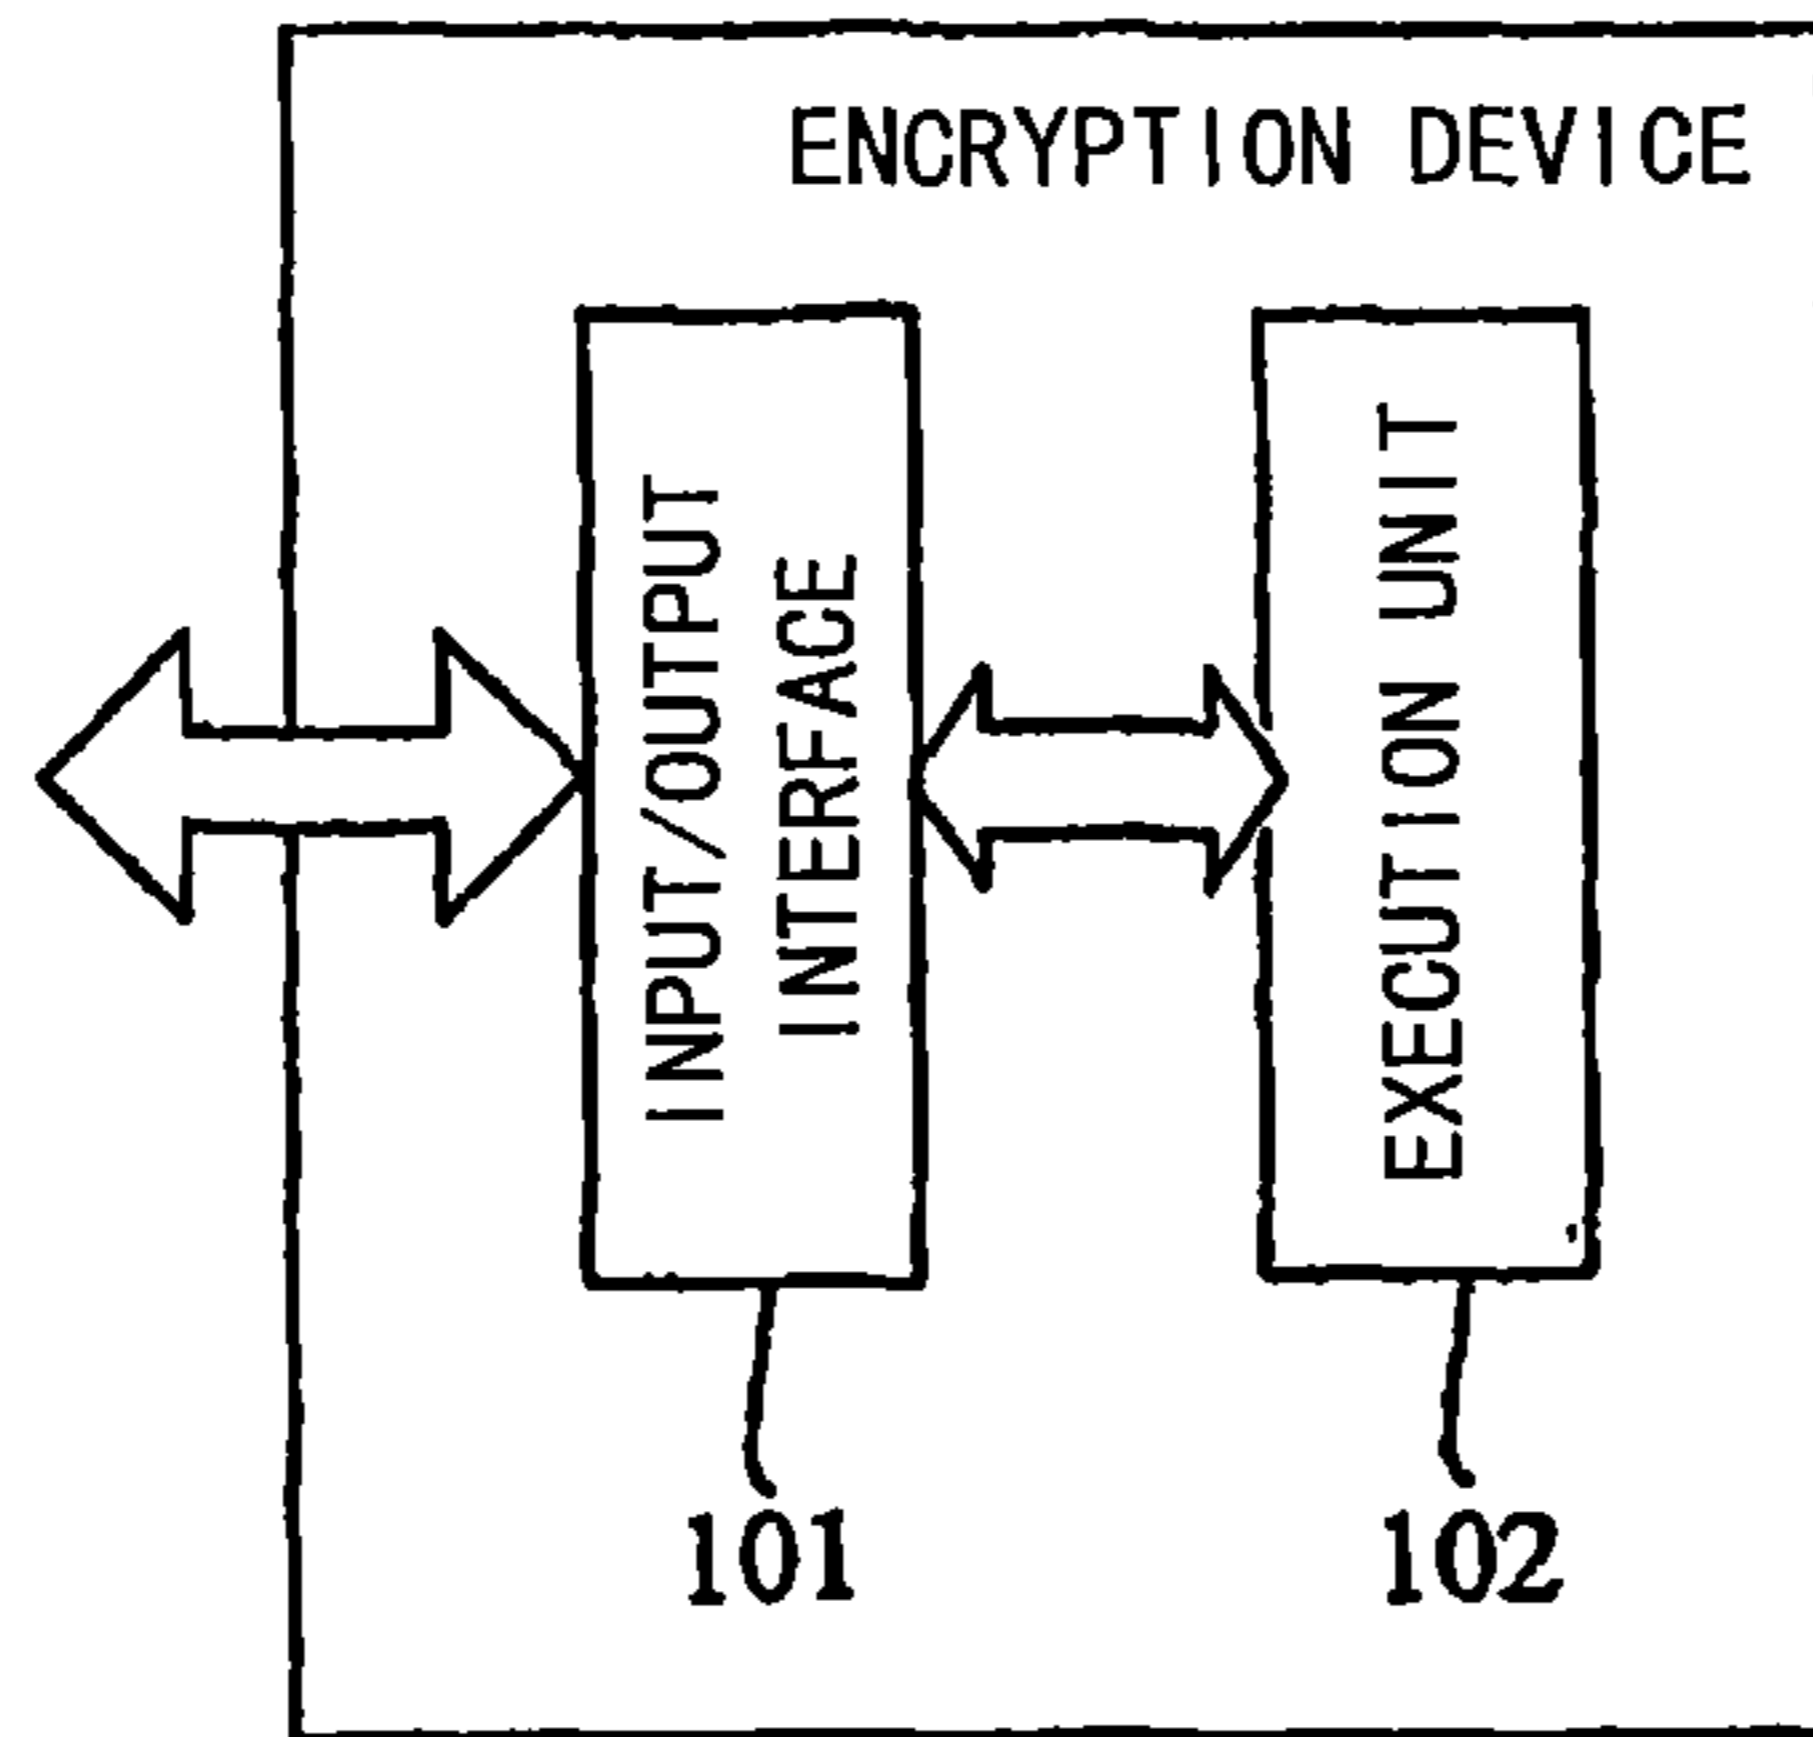 ENCRYPTION DEVICE
INPUT/OUTPUT
INTERFACE
EXECUTION UNIT
101
102